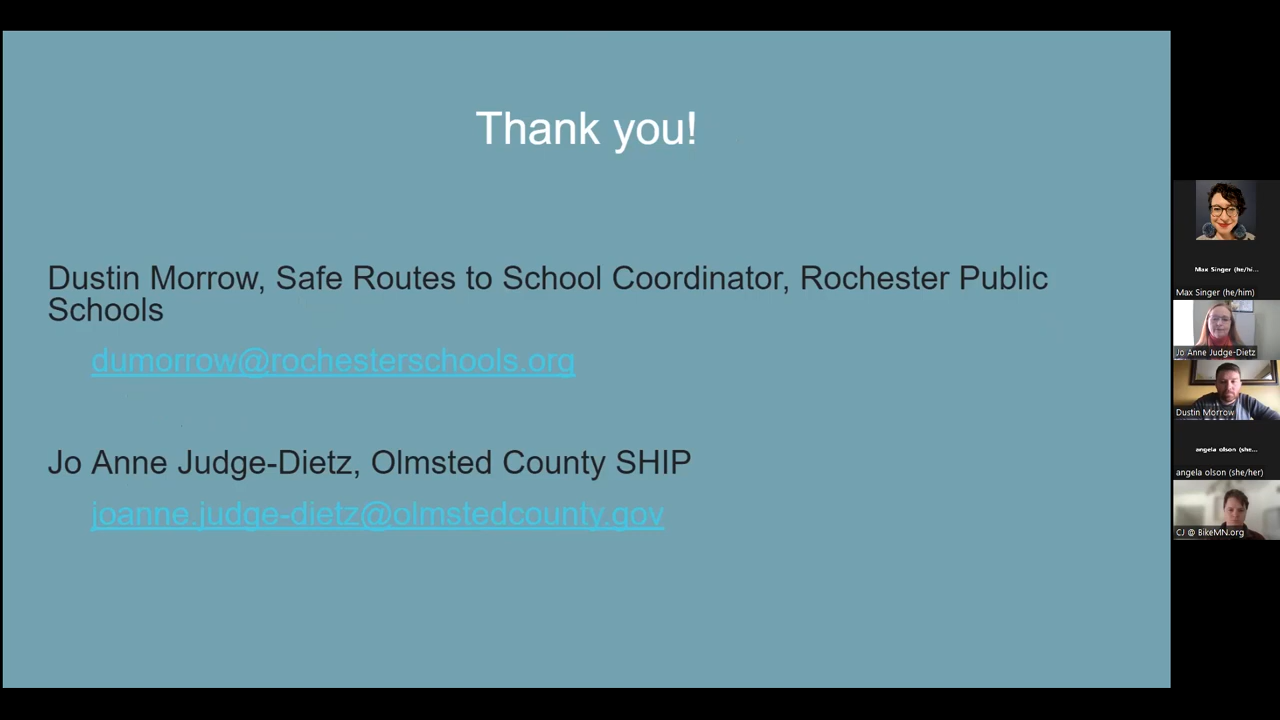 Thank you!
Dustin Morrow, Safe Routes to School Coordinator, Rochester Public
Schools
dumorrow@rochesterschools.org
Jo Anne Judge-Dietz, Olmsted County SHIP
joanne.judge-dietz@olmstedcounty.gov
Max Singer (he/hi...
Max Singer (he/him)
Jo Anne Judge-Dietz
Dustin Morrow
angela olson (she...
angela olson (she/her)
CJ @ BikeMN.org